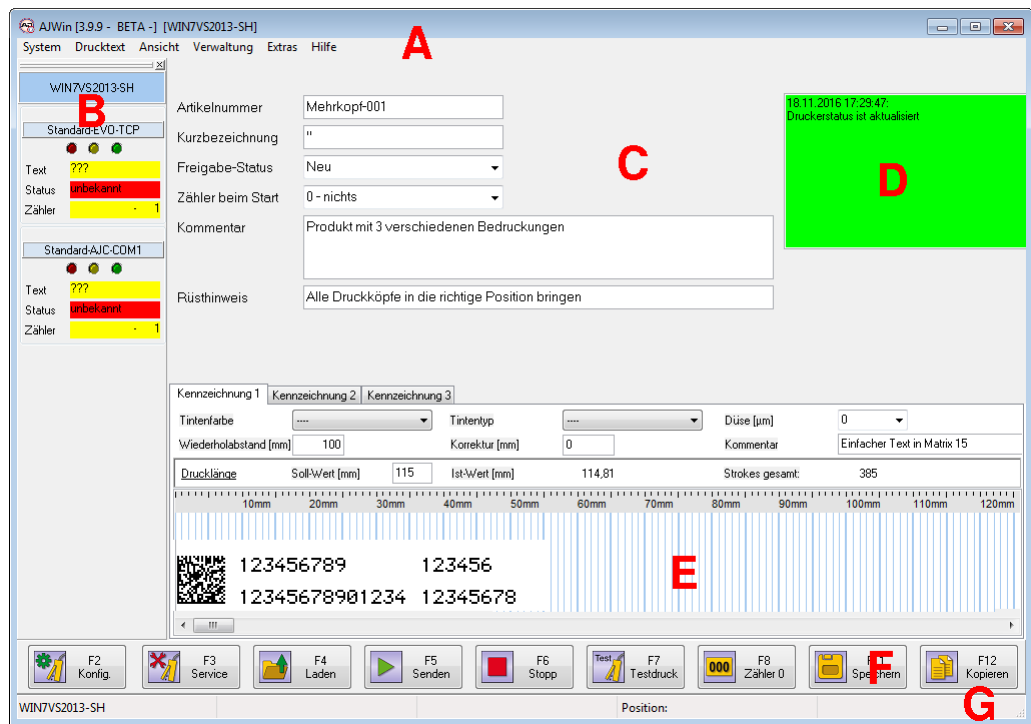 AJWin [3.9.9 - BETA -] [WIN7VS2013-SH]
System Drucktext Ansicht Verwaltung Extras Hilfe
A
WIN7VS2013-SH
B
Standard-EVO-TCP
Text ???
Status unbekannt
Zähler - 1
Standard-AJC-COM1
Text ???
Status unbekannt
Zähler - 1
Artikelnummer Mehrkopf-001
Kurzbezeichnung "
Freigabe-Status Neu
Zähler beim Start 0 - nichts
Kommentar Produkt mit 3 verschiedenen Bedruckungen
Rüsthinweis Alle Druckköpfe in die richtige Position bringen
C
18.11.2016 17:29:47:
Druckerstatus ist aktualisiert
D
Kennzeichnung 1 Kennzeichnung 2 Kennzeichnung 3
Tintenfarbe ---- Tintentyp ---- Düse [µm] 0
Wiederholabstand [mm] 100 Korrektur [mm] 0 Kommentar Einfacher Text in Matrix 15
Drucklänge Soll-Wert [mm] 115 Ist-Wert [mm] 114,81 Strokes gesamt: 385
10mm 20mm 30mm 40mm 50mm 60mm 70mm 80mm 90mm 100mm 110mm 120mm
123456789 123456
12345678901234 12345678
E
F2 Konfig.
F3 Service
F4 Laden
F5 Senden
F6 Stopp
Test F7 Testdruck
000 F8 Zähler 0
F Speichern
F12 Kopieren
WIN7VS2013-SH Position:
G